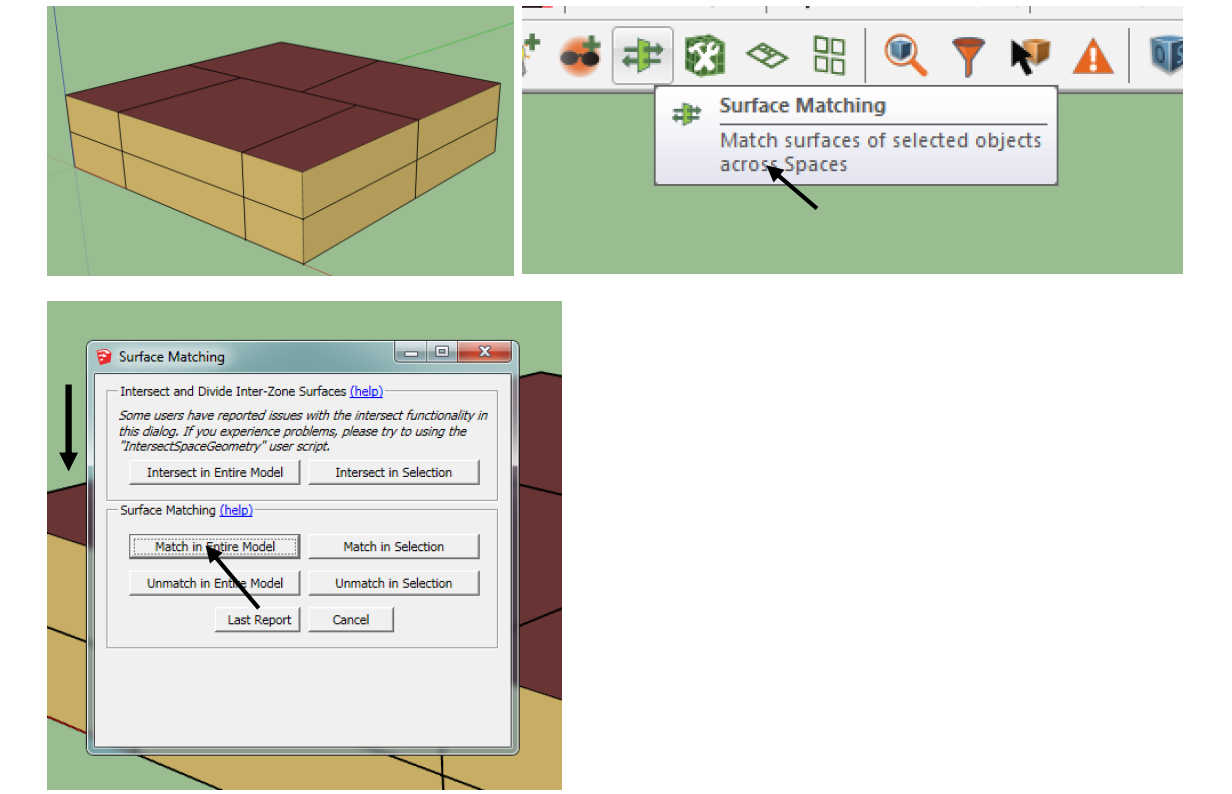 Surface Matching
Match surfaces of selected objects
across Spaces
Surface Matching
Intersect and Divide Inter-Zone Surfaces (help)
Some users have reported issues with the intersect functionality in
this dialog. If you experience problems, please try to using the
"IntersectSpaceGeometry" user script.
Intersect in Entire Model Intersect in Selection
Surface Matching (help)
Match in Entire Model Match in Selection
Unmatch in Entire Model Unmatch in Selection
Last Report Cancel